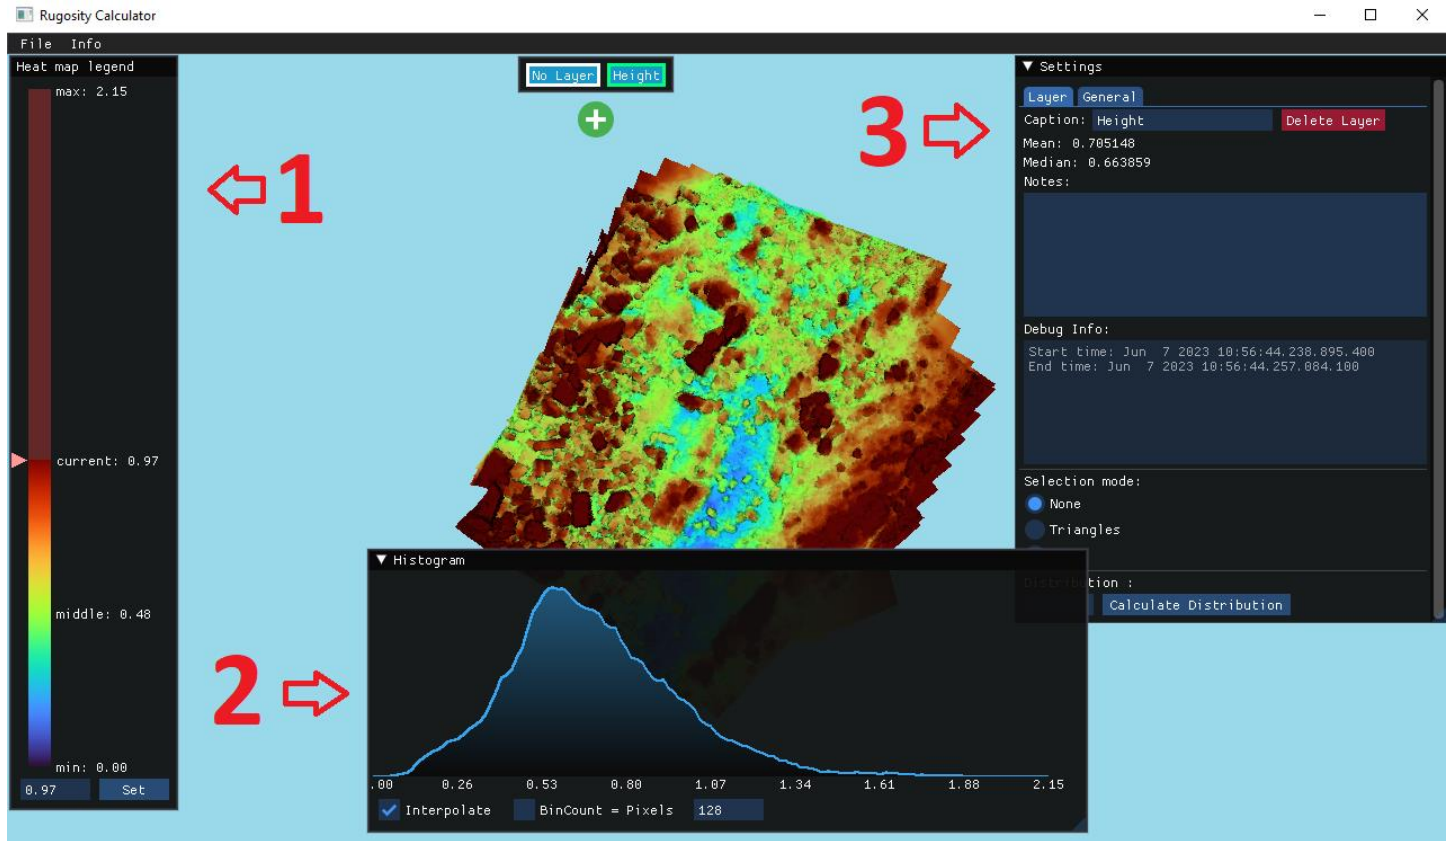 Rugosity Calculator
File Info
Heat map legend
max: 2.15
current: 0.97
middle: 0.48
min: 0.00
0.97 Set
1
No Layer Height
+
2
3
Settings
Layer General
Caption: Height Delete Layer
Mean: 0.705148
Median: 0.663859
Notes:
Debug Info:
Start time: Jun 7 2023 10:56:44.238.895.400
End time: Jun 7 2023 10:56:44.257.084.100
Selection mode:
None
Triangles
Distribution :
Calculate Distribution
Histogram
.00 0.26 0.53 0.80 1.07 1.34 1.61 1.88 2.15
Interpolate BinCount = Pixels 128